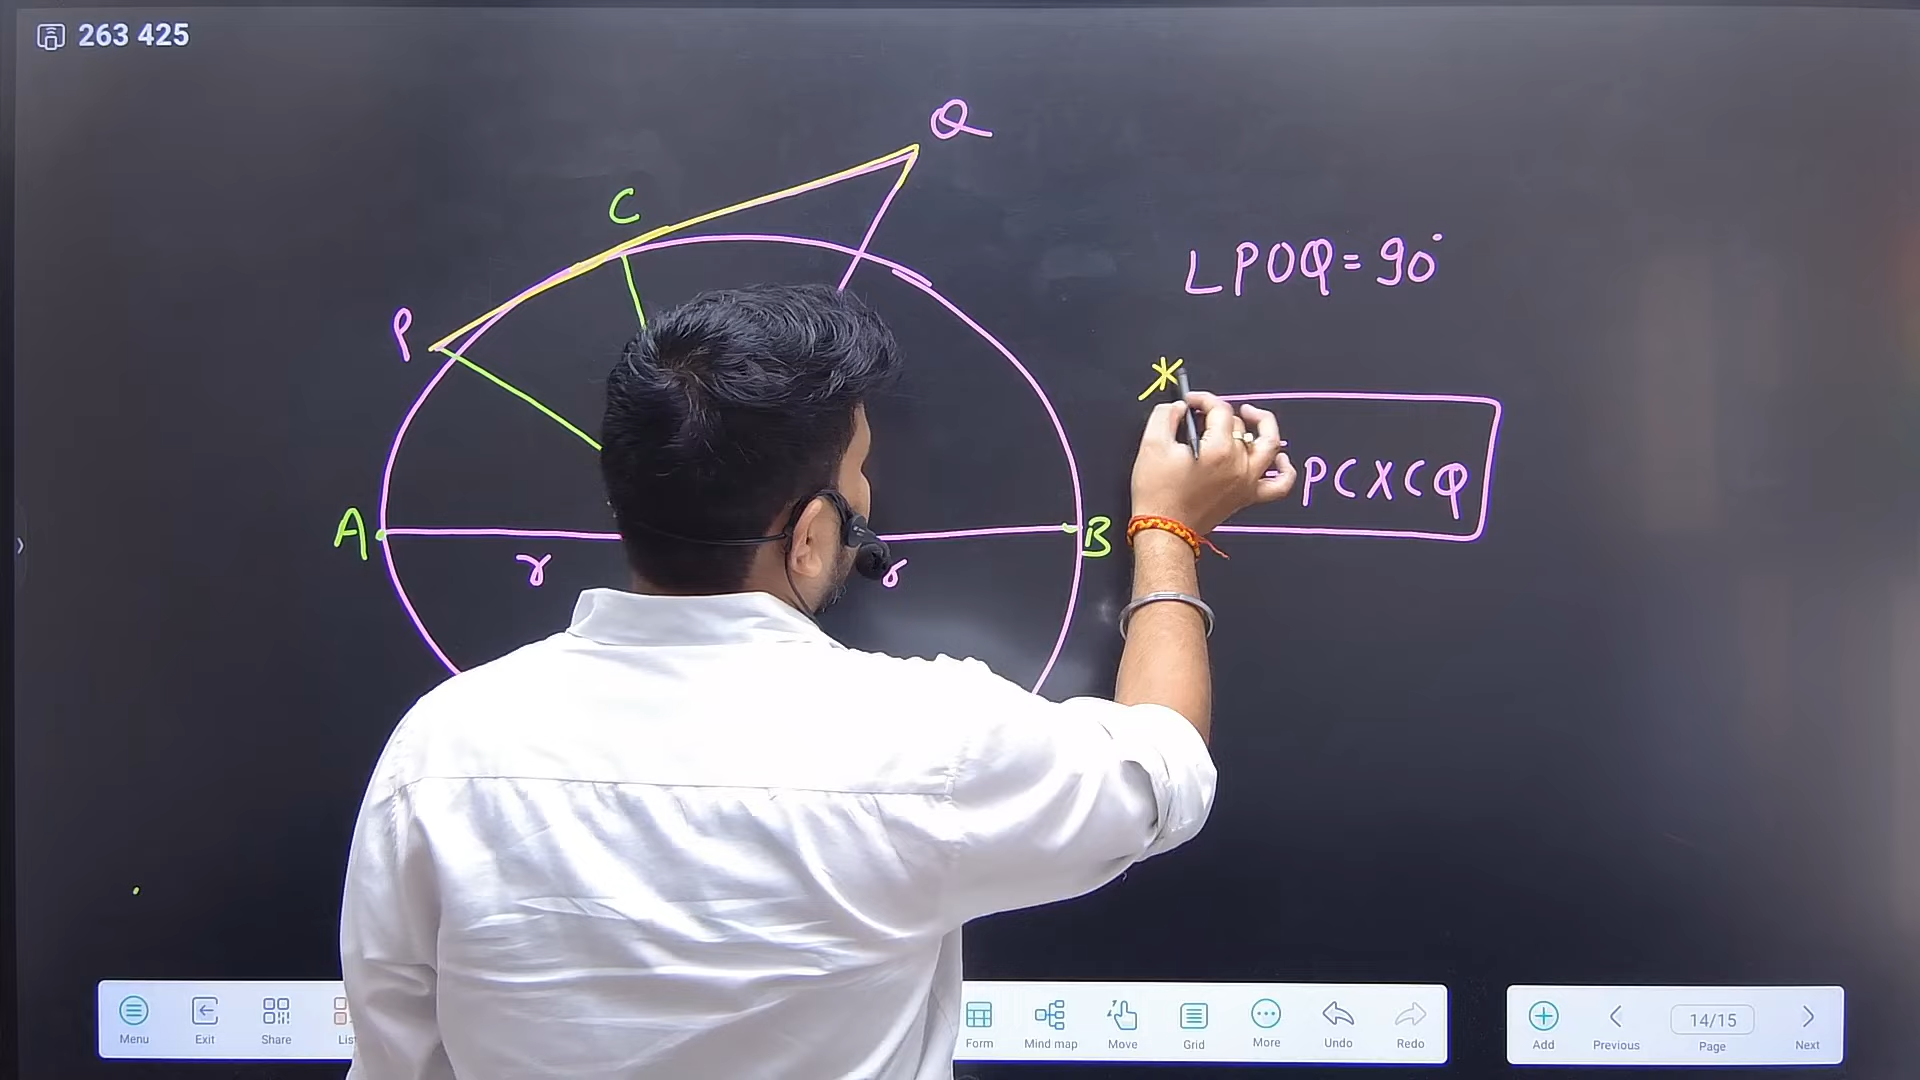 263 425
Q
C
P
∠POQ = 90°
*
PC X CQ
A
B
r
r
Menu
Exit
Share
Form
Mind map
Move
Grid
More
Undo
Redo
Add
Previous
14/15
Page
Next